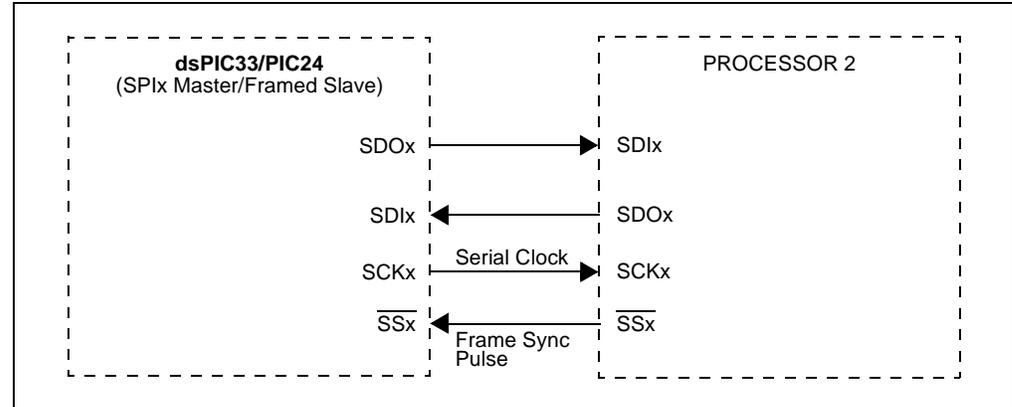 dsPIC33/PIC24
(SPIx Master/Framed Slave)
PROCESSOR 2
SDOx
SDIx
SDIx
SDOx
SCKx
Serial Clock
SCKx
SSx
Frame Sync
Pulse
SSx